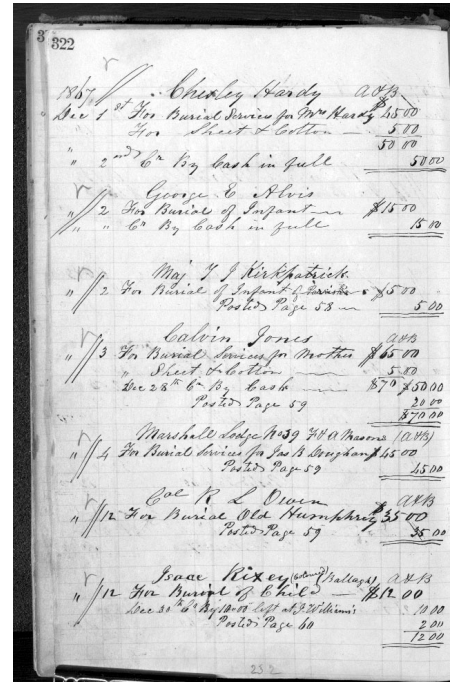 3 322
1867 // Chesley Hardy A&B
Dec 1st For Burial Services for Mrs Hardy $45 00
For Sheet & Cotton — 5 00
50 00
" 2nd Cr By Cash in full 50 00
George E Alvis
" // 2 For Burial of Infant $15 00
" " Cr By Cash in full 15 00
Maj T J Kirkpatrick
" // 2 For Burial of Infant of $5 00
Posted Page 58 5 00
Calvin Jones A&B
" // 3 For Burial Services for Mother $65 00
" Sheet & Cotton — 5 00
Dec 28th Cr By Cash — $70 $50 00
Posted Page 59 20 00
$70 00
Marshall Lodge No 39 F & A Masons (A&B)
" // 4 For Burial Services for Jas B Doughan $45 00
Posted Page 59 45 00
Col R L Owen A&B
" // 12 For Burial Old Humphrey $35 00
Posted Page 59 35 00
Isaac Rixey Ballagh A&B
" // 12 For Burial of Child — $12 00
Dec 30th Cr By 10 00 left at J. William's 10 00
Posted Page 60 2 00
12 00
252